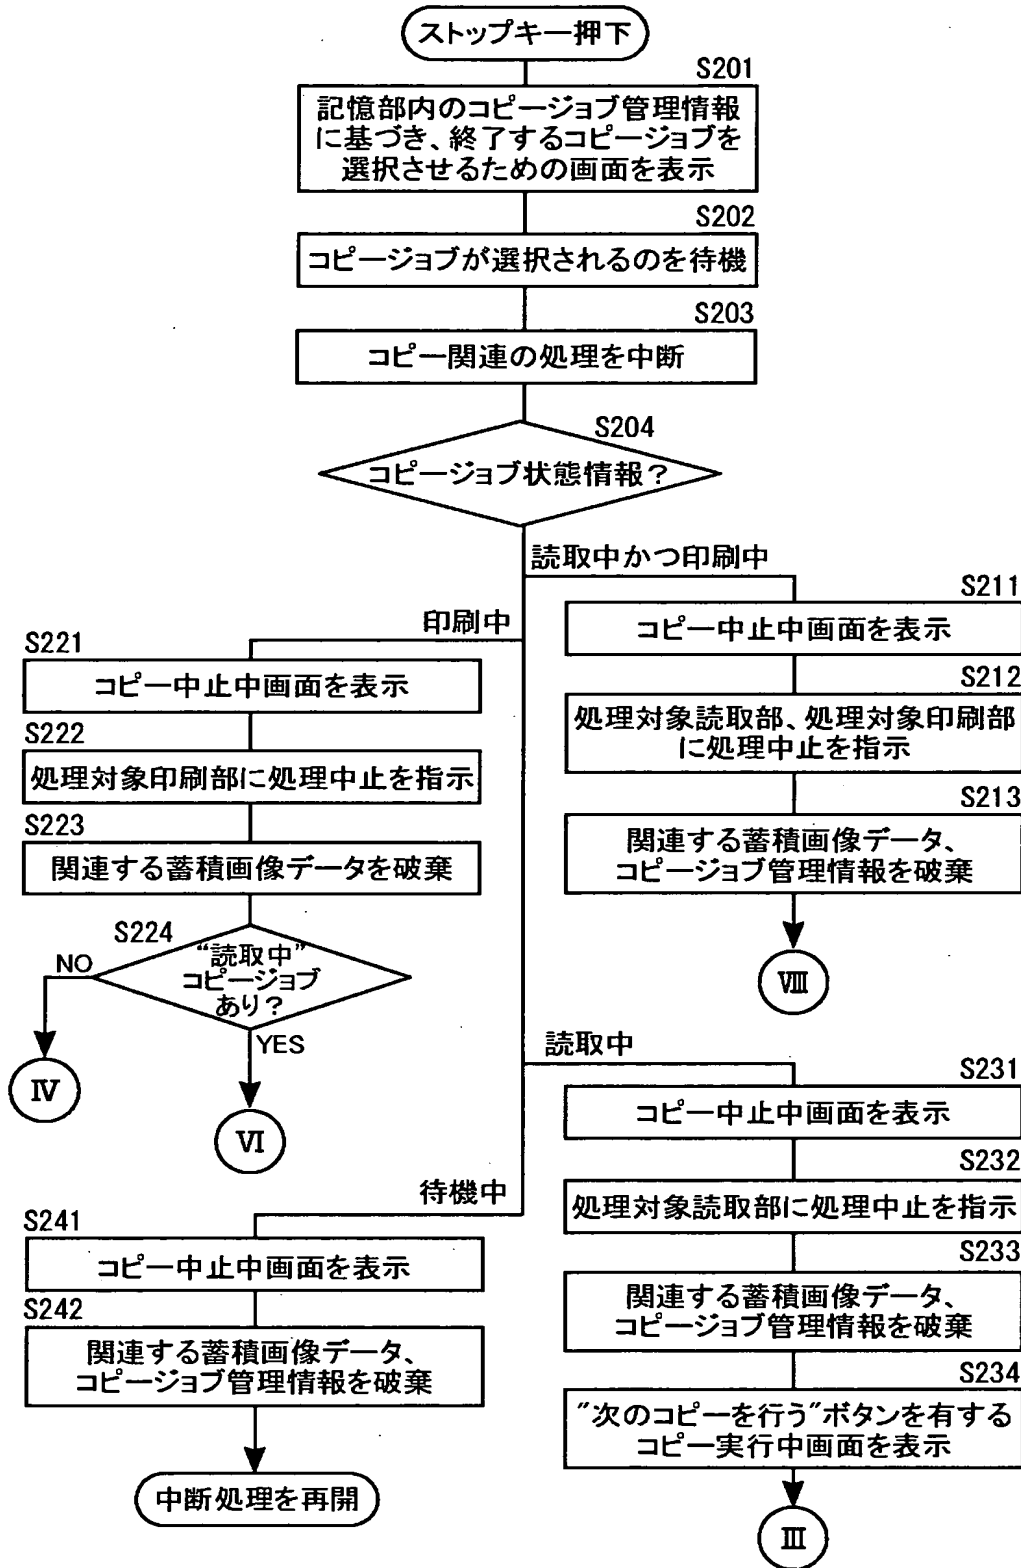 ストップキー押下
S201
記憶部内のコピージョブ管理情報
に基づき、終了するコピージョブを
選択させるための画面を表示
S202
コピージョブが選択されるのを待機
S203
コピー関連の処理を中断
S204
コピージョブ状態情報？
読取中かつ印刷中
S211
コピー中止中画面を表示
S212
処理対象読取部、処理対象印刷部
に処理中止を指示
S213
関連する蓄積画像データ、
コピージョブ管理情報を破棄
Ⅷ
印刷中
S221
コピー中止中画面を表示
S222
処理対象印刷部に処理中止を指示
S223
関連する蓄積画像データを破棄
S224
“読取中”
コピージョブ
あり？
NO
YES
Ⅳ
Ⅵ
読取中
S231
コピー中止中画面を表示
S232
処理対象読取部に処理中止を指示
S233
関連する蓄積画像データ、
コピージョブ管理情報を破棄
S234
”次のコピーを行う”ボタンを有する
コピー実行中画面を表示
Ⅲ
待機中
S241
コピー中止中画面を表示
S242
関連する蓄積画像データ、
コピージョブ管理情報を破棄
中断処理を再開